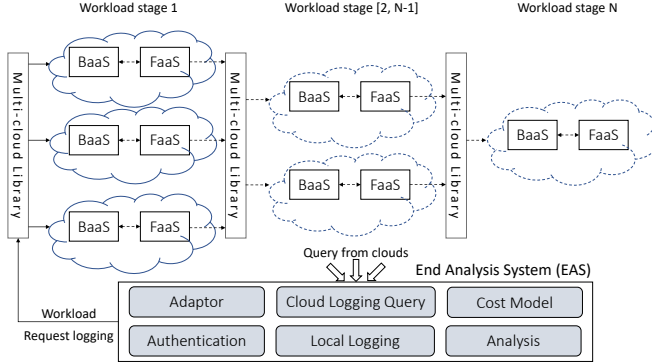 Workload stage 1
Workload stage [2, N-1]
Workload stage N
Multi-cloud Library
BaaS
FaaS
BaaS
FaaS
BaaS
FaaS
Multi-cloud Library
BaaS
FaaS
BaaS
FaaS
Multi-cloud Library
BaaS
FaaS
Query from clouds
End Analysis System (EAS)
Workload
Request logging
Adaptor
Cloud Logging Query
Cost Model
Authentication
Local Logging
Analysis